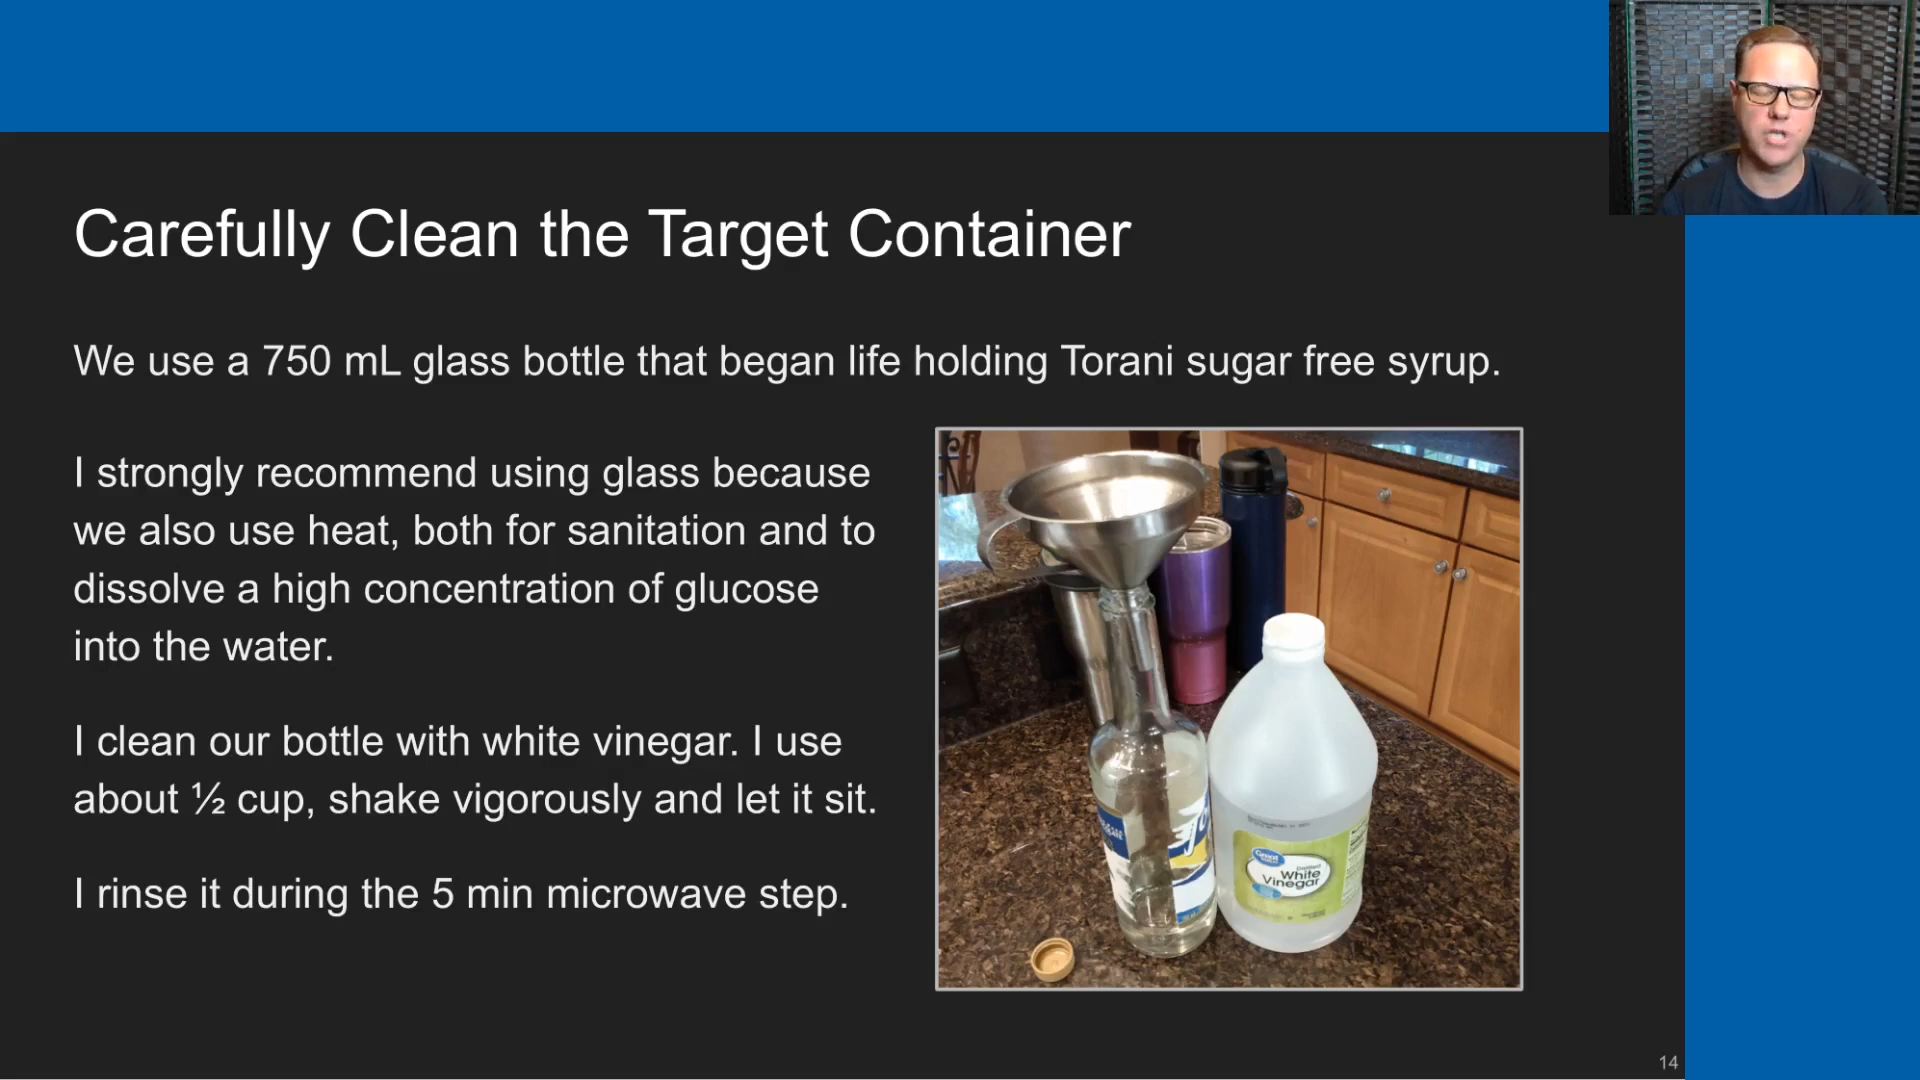 Carefully Clean the Target Container
We use a 750 mL glass bottle that began life holding Torani sugar free syrup.
I strongly recommend using glass because
we also use heat, both for sanitation and to
dissolve a high concentration of glucose
into the water.
I clean our bottle with white vinegar. I use
about ½ cup, shake vigorously and let it sit.
I rinse it during the 5 min microwave step.
Great
Distilled
White
Vinegar
14